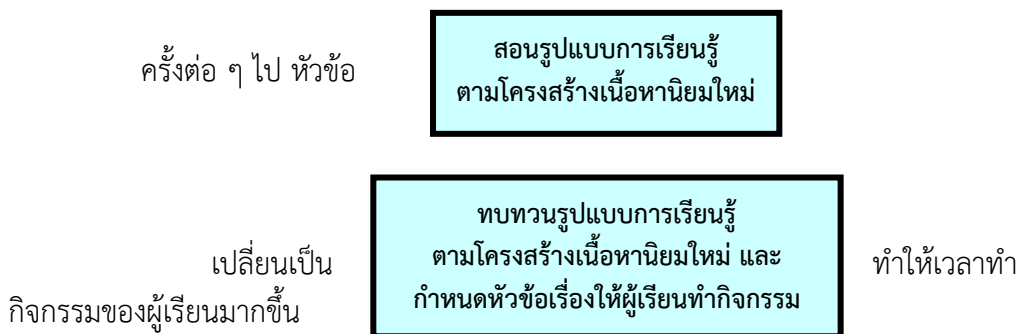 ครั้งต่อ ๆ ไป หัวข้อ
สอนรูปแบบการเรียนรู้
ตามโครงสร้างเนื้อหานิยมใหม่
ทบทวนรูปแบบการเรียนรู้
เปลี่ยนเป็น
ตามโครงสร้างเนื้อหานิยมใหม่ และ
ทำให้เวลาทำ
กำหนดหัวข้อเรื่องให้ผู้เรียนทำกิจกรรม
กิจกรรมของผู้เรียนมากขึ้น